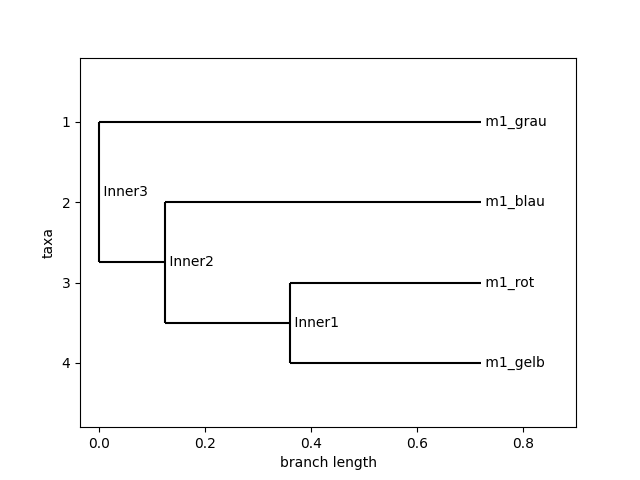 1
m1_grau
Inner3
2
m1_blau
taxa
Inner2
3
m1_rot
Inner1
4
m1_gelb
0.0 0.2 0.4 0.6 0.8
branch length